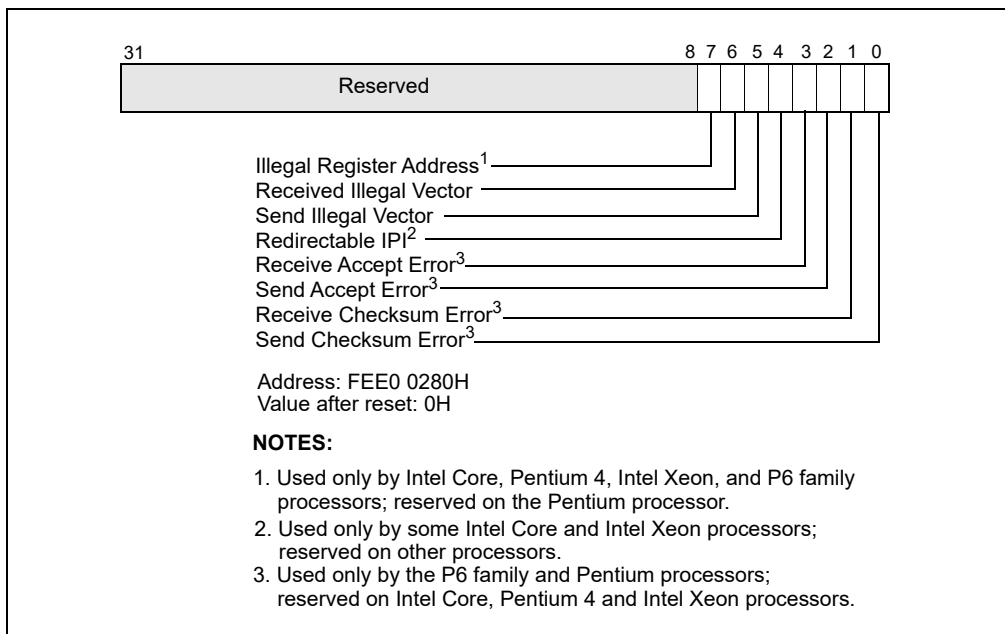 31 8 7 6 5 4 3 2 1 0
Reserved
Illegal Register Address1
Received Illegal Vector
Send Illegal Vector
Redirectable IPI2
Receive Accept Error3
Send Accept Error3
Receive Checksum Error3
Send Checksum Error3
Address: FEE0 0280H
Value after reset: 0H
NOTES:
1. Used only by Intel Core, Pentium 4, Intel Xeon, and P6 family
processors; reserved on the Pentium processor.
2. Used only by some Intel Core and Intel Xeon processors;
reserved on other processors.
3. Used only by the P6 family and Pentium processors;
reserved on Intel Core, Pentium 4 and Intel Xeon processors.